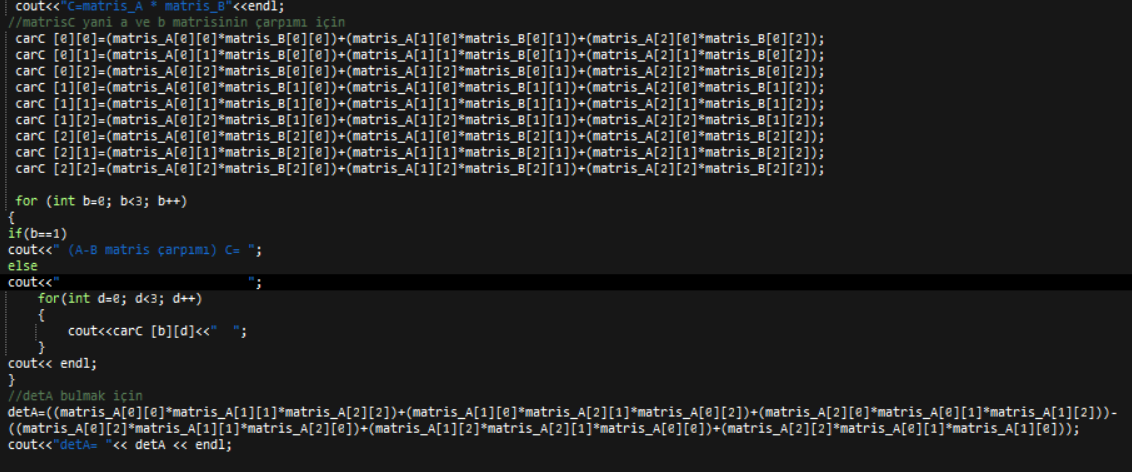 cout<<"C=matris_A * matris_B"<<endl;
//matrisC yani a ve b matrisinin çarpımı için
carC [0][0]=(matris_A[0][0]*matris_B[0][0])+(matris_A[1][0]*matris_B[0][1])+(matris_A[2][0]*matris_B[0][2]);
carC [0][1]=(matris_A[0][1]*matris_B[0][0])+(matris_A[1][1]*matris_B[0][1])+(matris_A[2][1]*matris_B[0][2]);
carC [0][2]=(matris_A[0][2]*matris_B[0][0])+(matris_A[1][2]*matris_B[0][1])+(matris_A[2][2]*matris_B[0][2]);
carC [1][0]=(matris_A[0][0]*matris_B[1][0])+(matris_A[1][0]*matris_B[1][1])+(matris_A[2][0]*matris_B[1][2]);
carC [1][1]=(matris_A[0][1]*matris_B[1][0])+(matris_A[1][1]*matris_B[1][1])+(matris_A[2][1]*matris_B[1][2]);
carC [1][2]=(matris_A[0][2]*matris_B[1][0])+(matris_A[1][2]*matris_B[1][1])+(matris_A[2][2]*matris_B[1][2]);
carC [2][0]=(matris_A[0][0]*matris_B[2][0])+(matris_A[1][0]*matris_B[2][1])+(matris_A[2][0]*matris_B[2][2]);
carC [2][1]=(matris_A[0][1]*matris_B[2][0])+(matris_A[1][1]*matris_B[2][1])+(matris_A[2][1]*matris_B[2][2]);
carC [2][2]=(matris_A[0][2]*matris_B[2][0])+(matris_A[1][2]*matris_B[2][1])+(matris_A[2][2]*matris_B[2][2]);
for (int b=0; b<3; b++)
{
if(b==1)
cout<<" (A-B matris çarpımı) C= ";
else
cout<<"                         ";
for(int d=0; d<3; d++)
{
cout<<carC [b][d]<<"  ";
}
cout<< endl;
}
//detA bulmak için
detA=((matris_A[0][0]*matris_A[1][1]*matris_A[2][2])+(matris_A[1][0]*matris_A[2][1]*matris_A[0][2])+(matris_A[2][0]*matris_A[0][1]*matris_A[1][2]))-
((matris_A[0][2]*matris_A[1][1]*matris_A[2][0])+(matris_A[1][2]*matris_A[2][1]*matris_A[0][0])+(matris_A[2][2]*matris_A[0][1]*matris_A[1][0]));
cout<<"detA= "<< detA << endl;